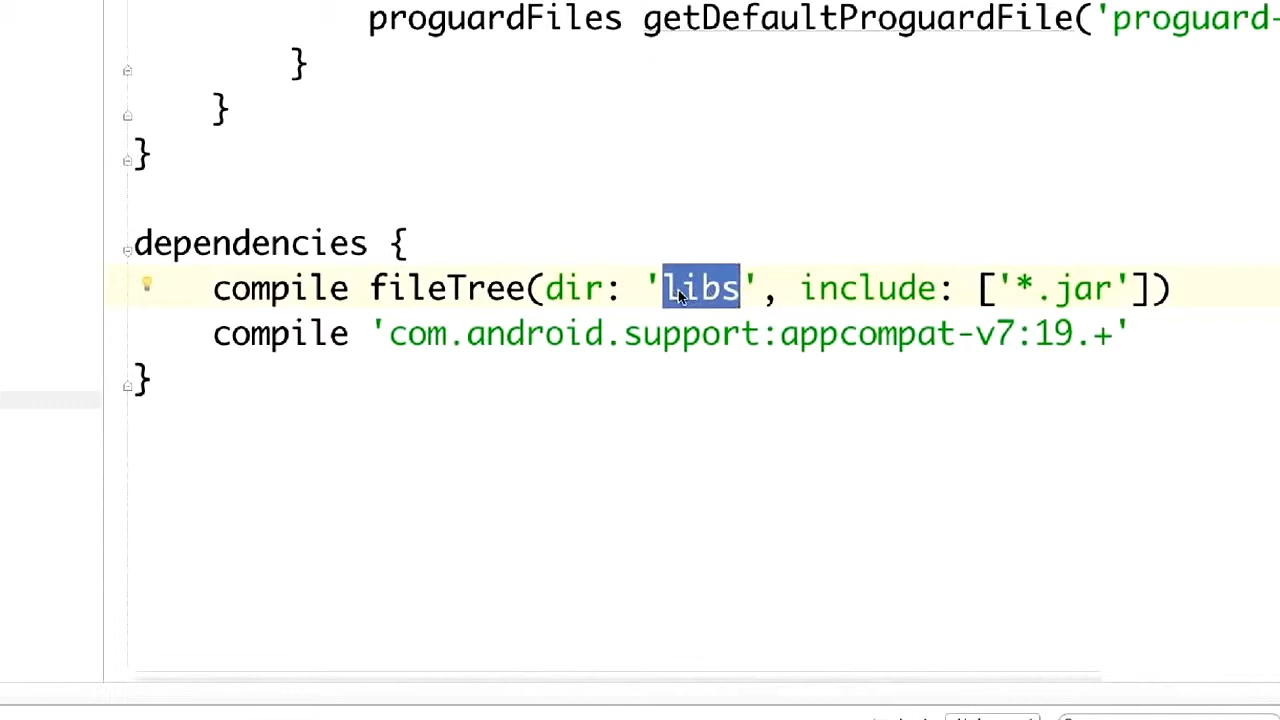 proguardFiles getDefaultProguardFile('proguard-
}
}
}
dependencies {
compile fileTree(dir: 'libs', include: ['*.jar'])
compile 'com.android.support:appcompat-v7:19.+'
}